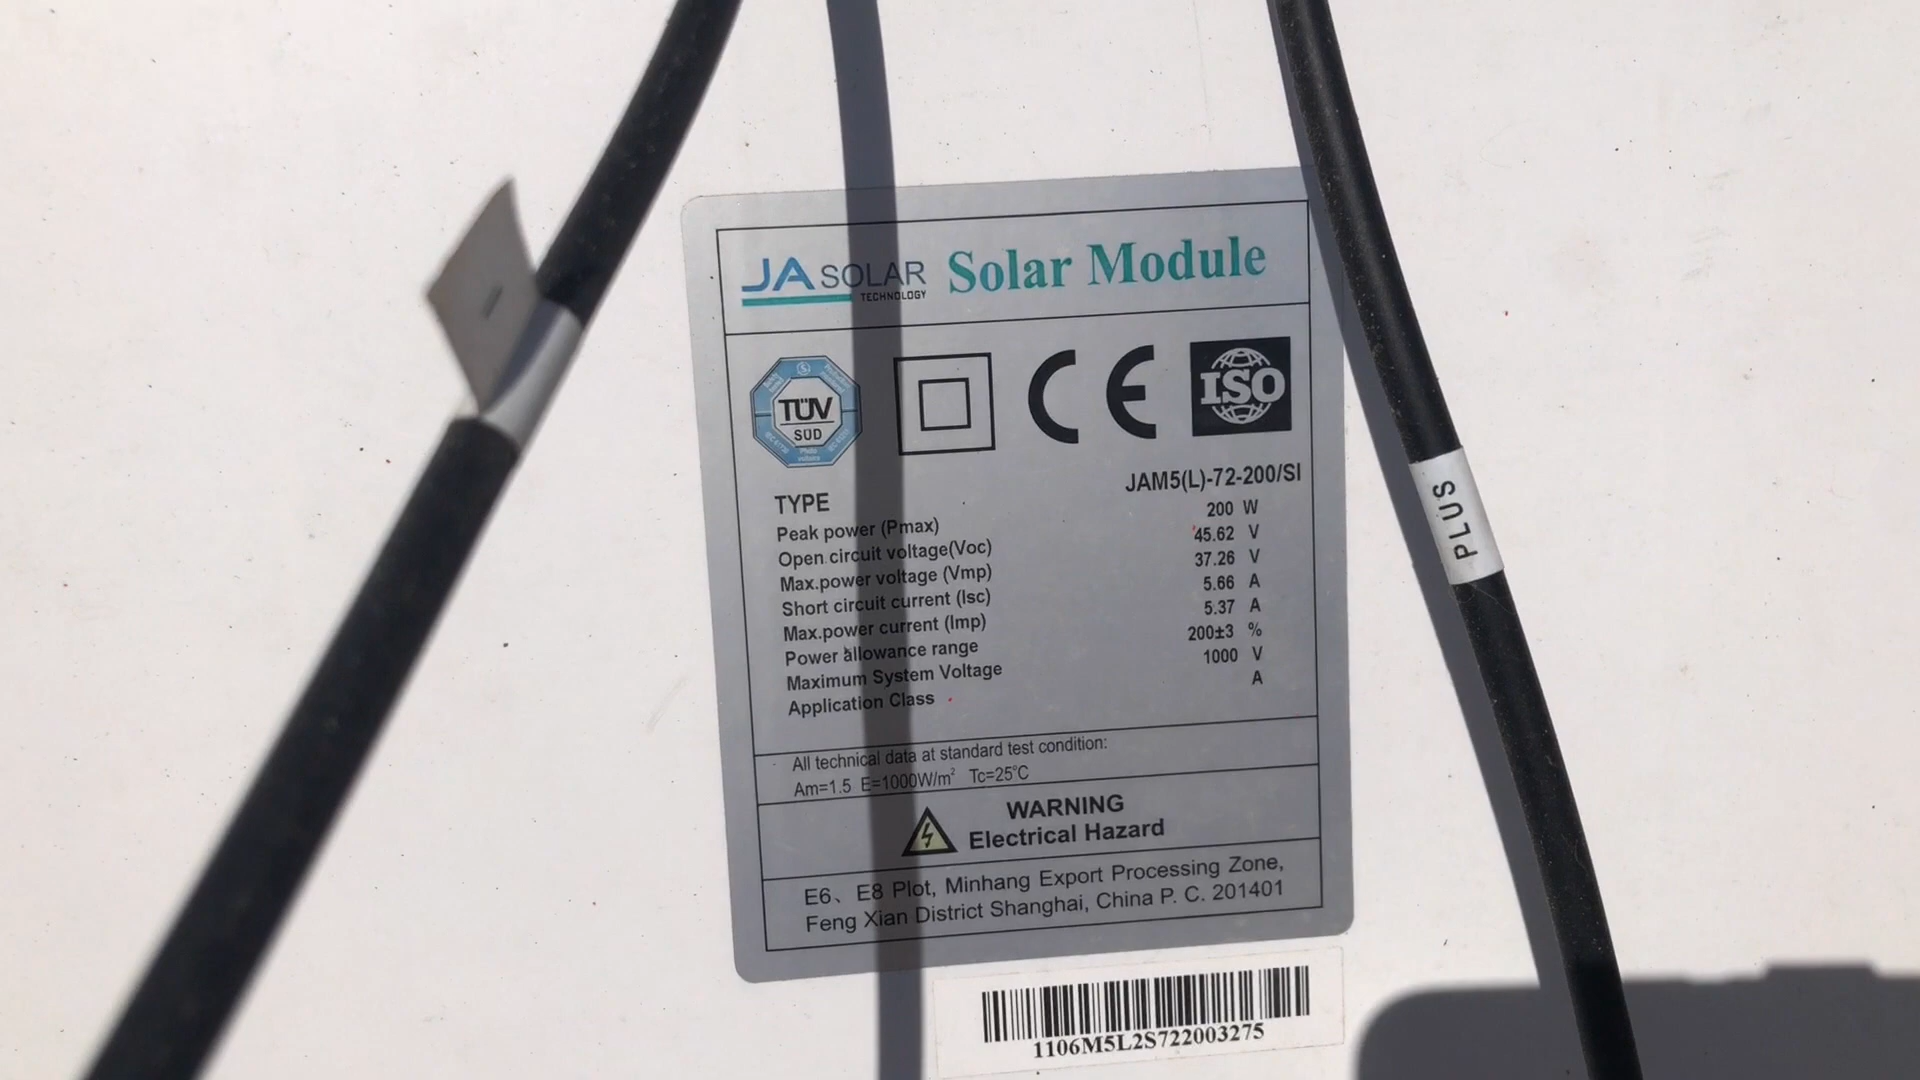 JA SOLAR Solar Module
TECHNOLOGY
TÜV
SÜD
CE
ISO
TYPE JAM5(L)-72-200/SI
Peak power (Pmax) 200 W
Open circuit voltage(Voc) 45.62 V
Max.power voltage (Vmp) 37.26 V
Short circuit current (Isc) 5.66 A
Max.power current (Imp) 5.37 A
Power allowance range 200±3 %
Maximum System Voltage 1000 V
Application Class A
All technical data at standard test condition:
Am=1.5 E=1000W/m² Tc=25°C
WARNING
Electrical Hazard
E6、E8 Plot, Minhang Export Processing Zone,
Feng Xian District Shanghai, China P. C. 201401
1106M5L2S722003275
PLUS